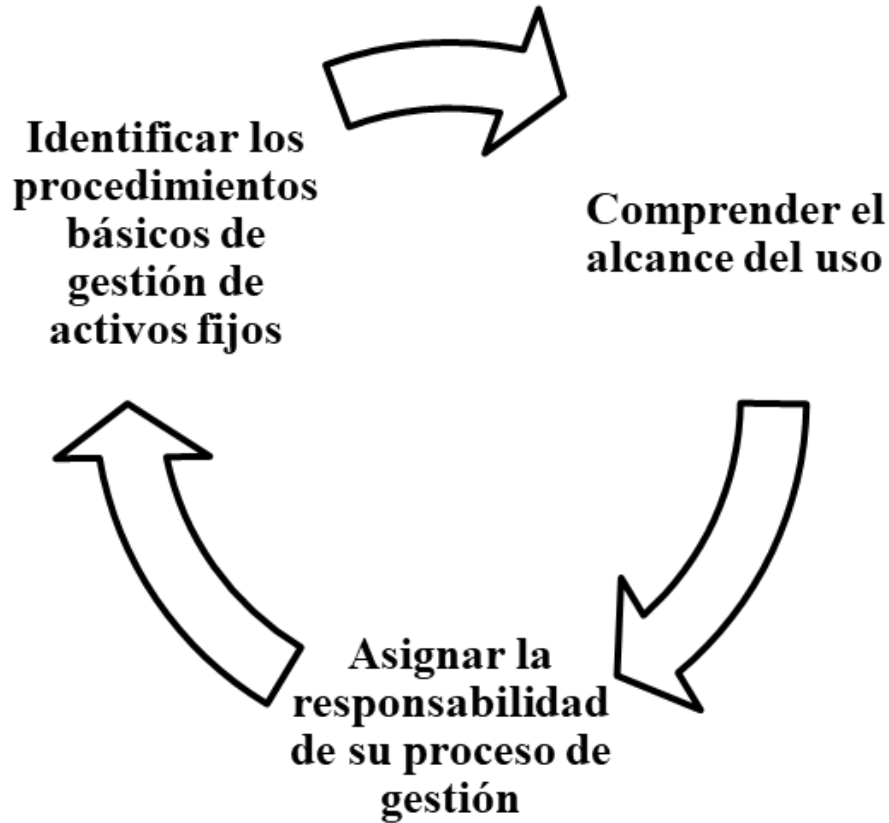 Identificar los
procedimientos
básicos de
gestión de
activos fijos
Comprender el
alcance del uso
Asignar la
responsabilidad
de su proceso de
gestión